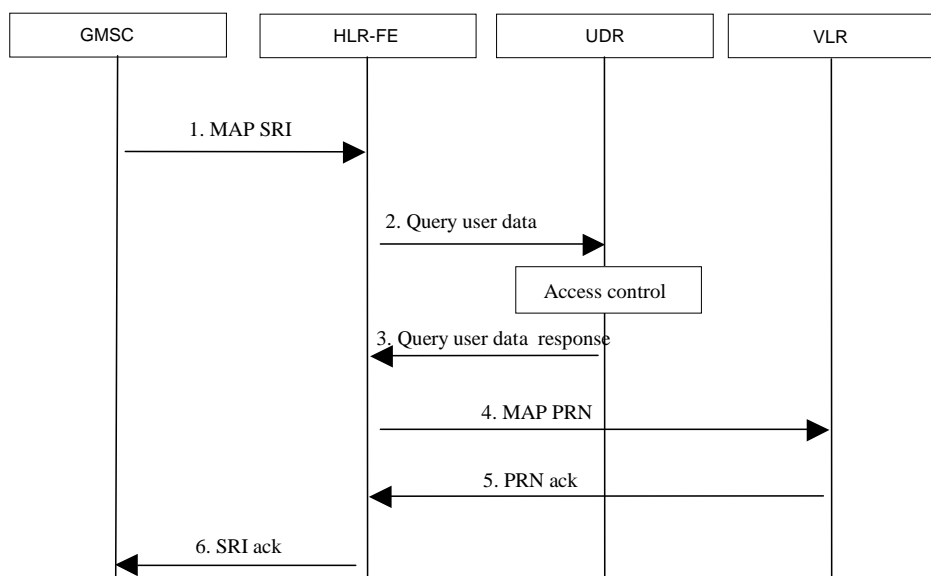 GMSC
HLR-FE
UDR
VLR
1. MAP SRI
2. Query user data
Access control
3. Query user data response
4. MAP PRN
5. PRN ack
6. SRI ack